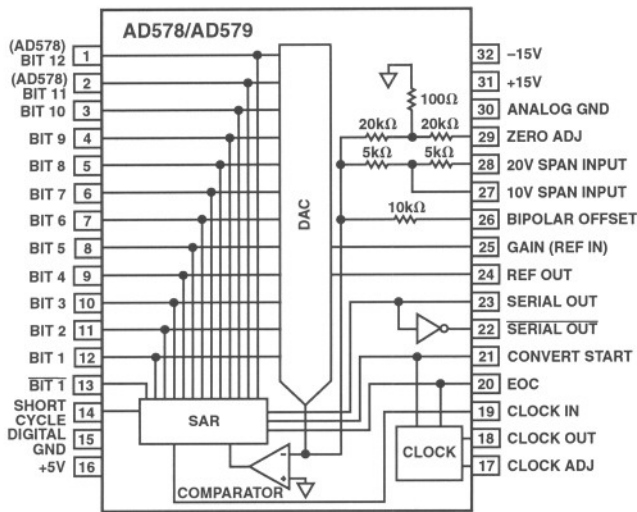 AD578/AD579
(AD578)
BIT 12 1
(AD578)
BIT 11 2
BIT 10 3
BIT 9 4
BIT 8 5
BIT 7 6
BIT 6 7
BIT 5 8
BIT 4 9
BIT 3 10
BIT 2 11
BIT 1 12
BIT 1 13
SHORT
CYCLE 14
DIGITAL
GND 15
+5V 16
DAC
SAR
COMPARATOR
-
+
CLOCK
100Ω
20kΩ 20kΩ
5kΩ 5kΩ
10kΩ
32 –15V
31 +15V
30 ANALOG GND
29 ZERO ADJ
28 20V SPAN INPUT
27 10V SPAN INPUT
26 BIPOLAR OFFSET
25 GAIN (REF IN)
24 REF OUT
23 SERIAL OUT
22 SERIAL OUT
21 CONVERT START
20 EOC
19 CLOCK IN
18 CLOCK OUT
17 CLOCK ADJ